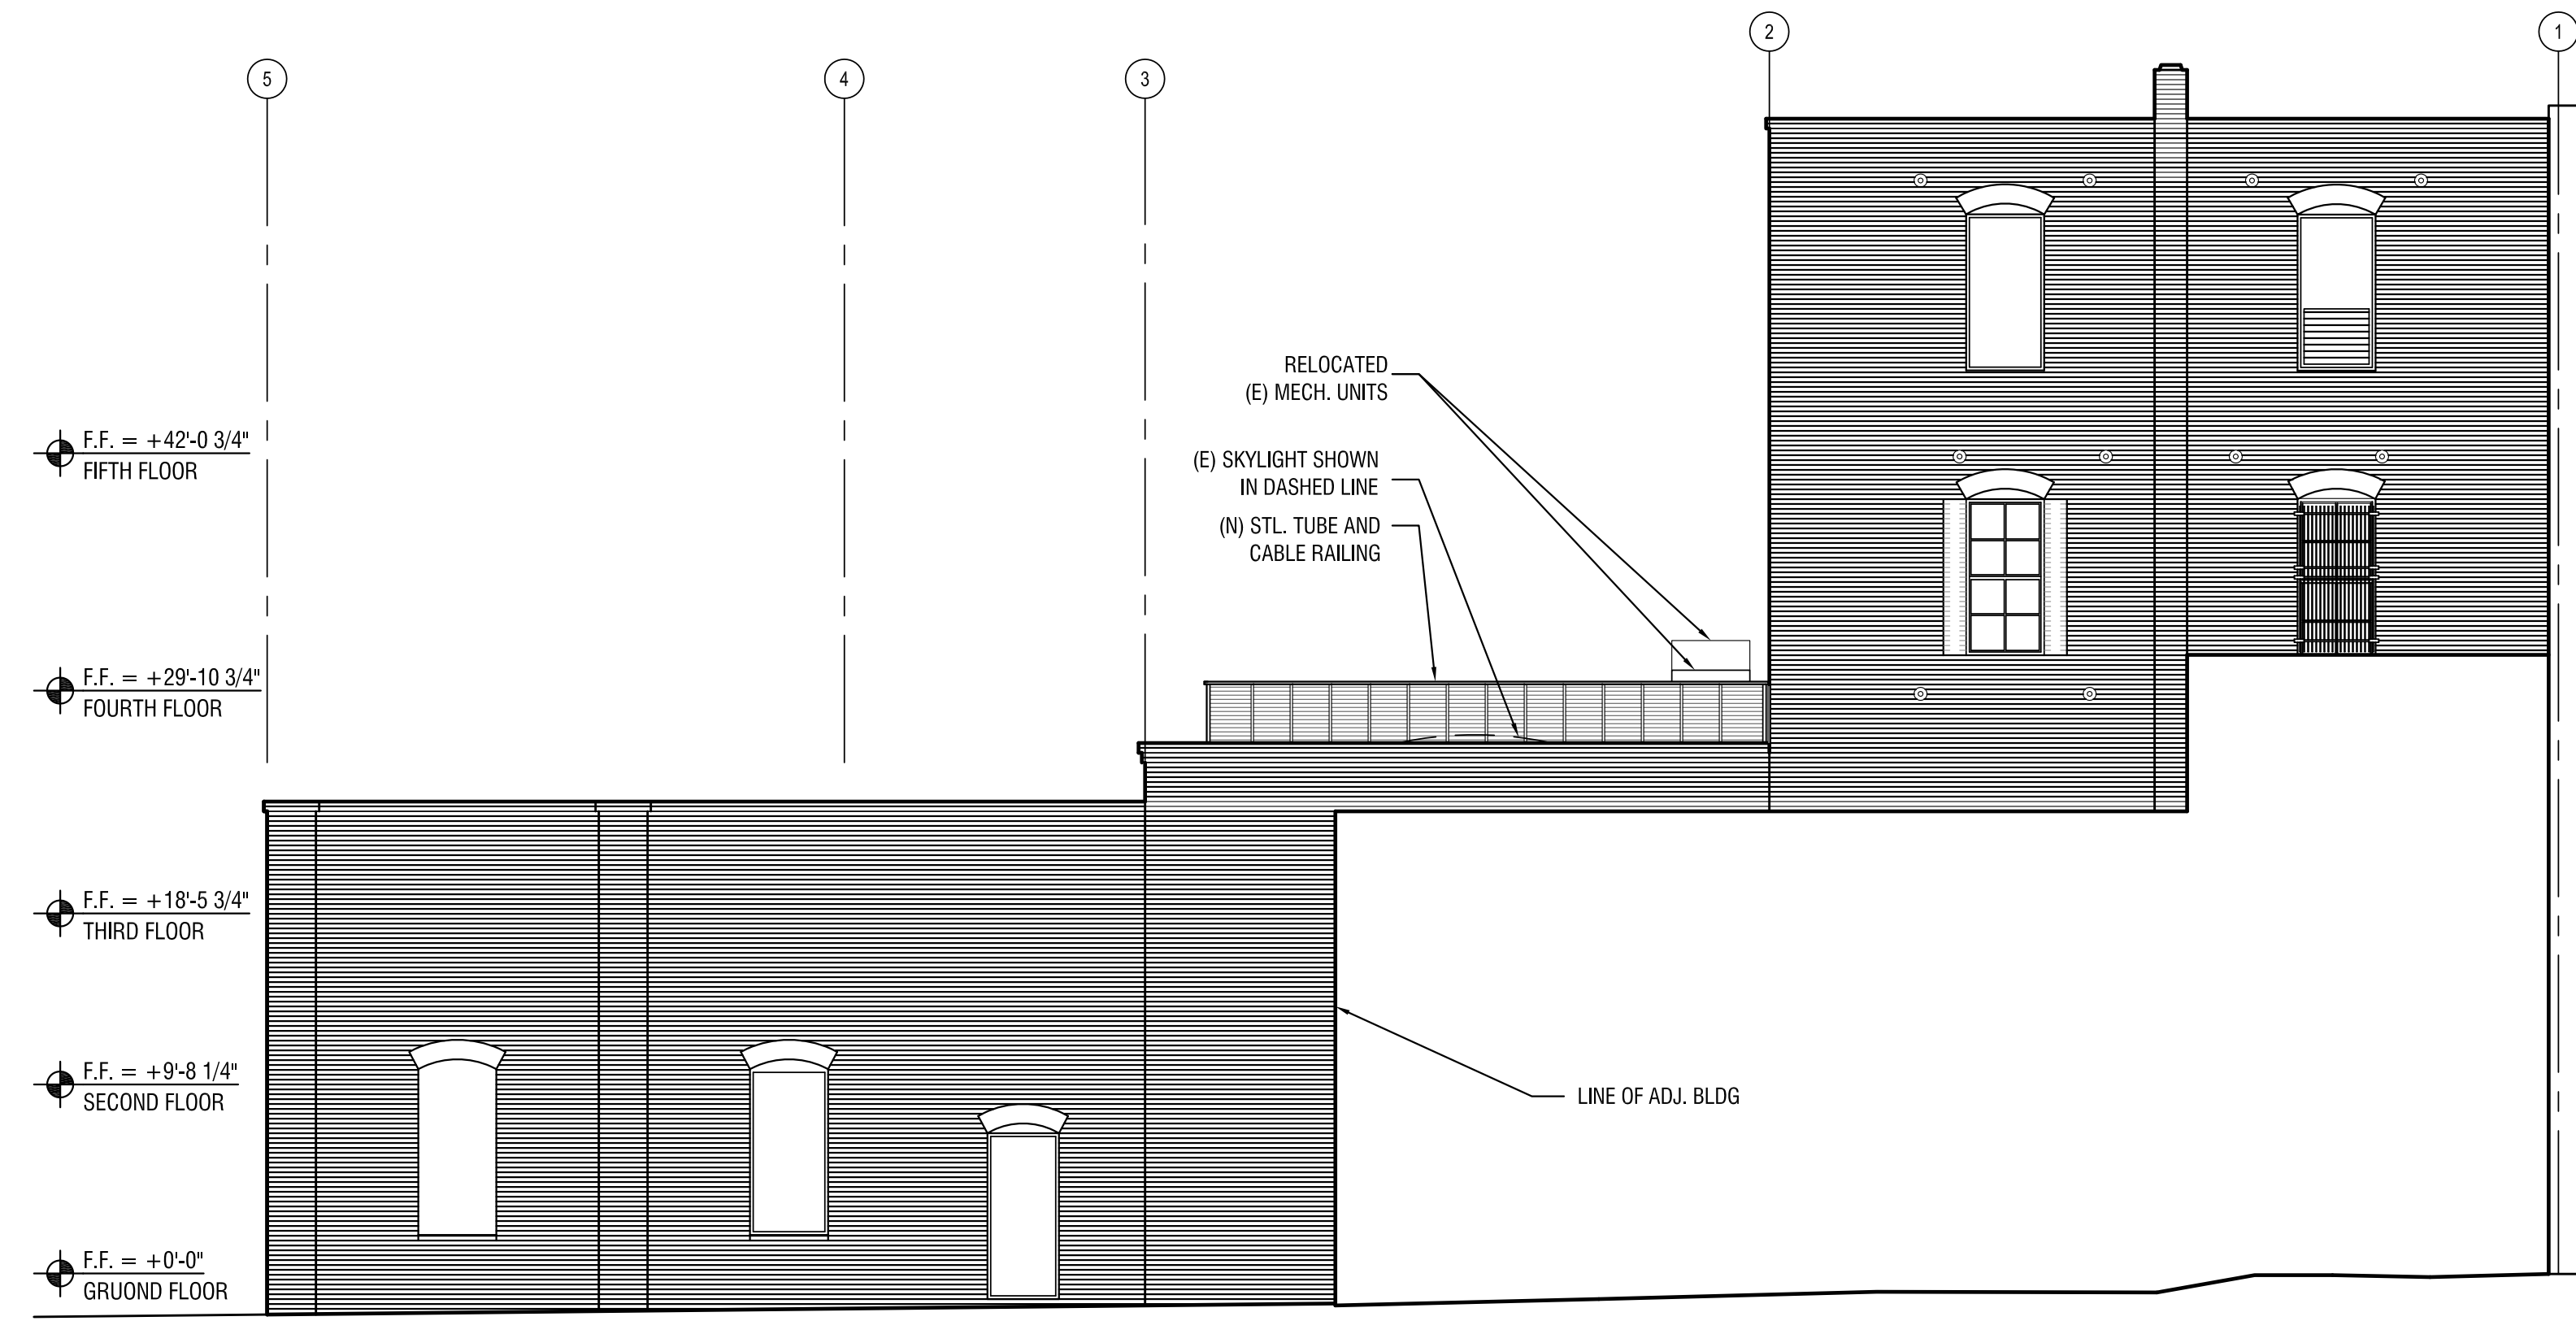 5
4
3
2
1
RELOCATED
(E) MECH. UNITS
(E) SKYLIGHT SHOWN
IN DASHED LINE
(N) STL. TUBE AND
CABLE RAILING
F.F. = +42'-0 3/4"
FIFTH FLOOR
F.F. = +29'-10 3/4"
FOURTH FLOOR
F.F. = +18'-5 3/4"
THIRD FLOOR
F.F. = +9'-8 1/4"
SECOND FLOOR
LINE OF ADJ. BLDG
F.F. = +0'-0"
GRUOND FLOOR